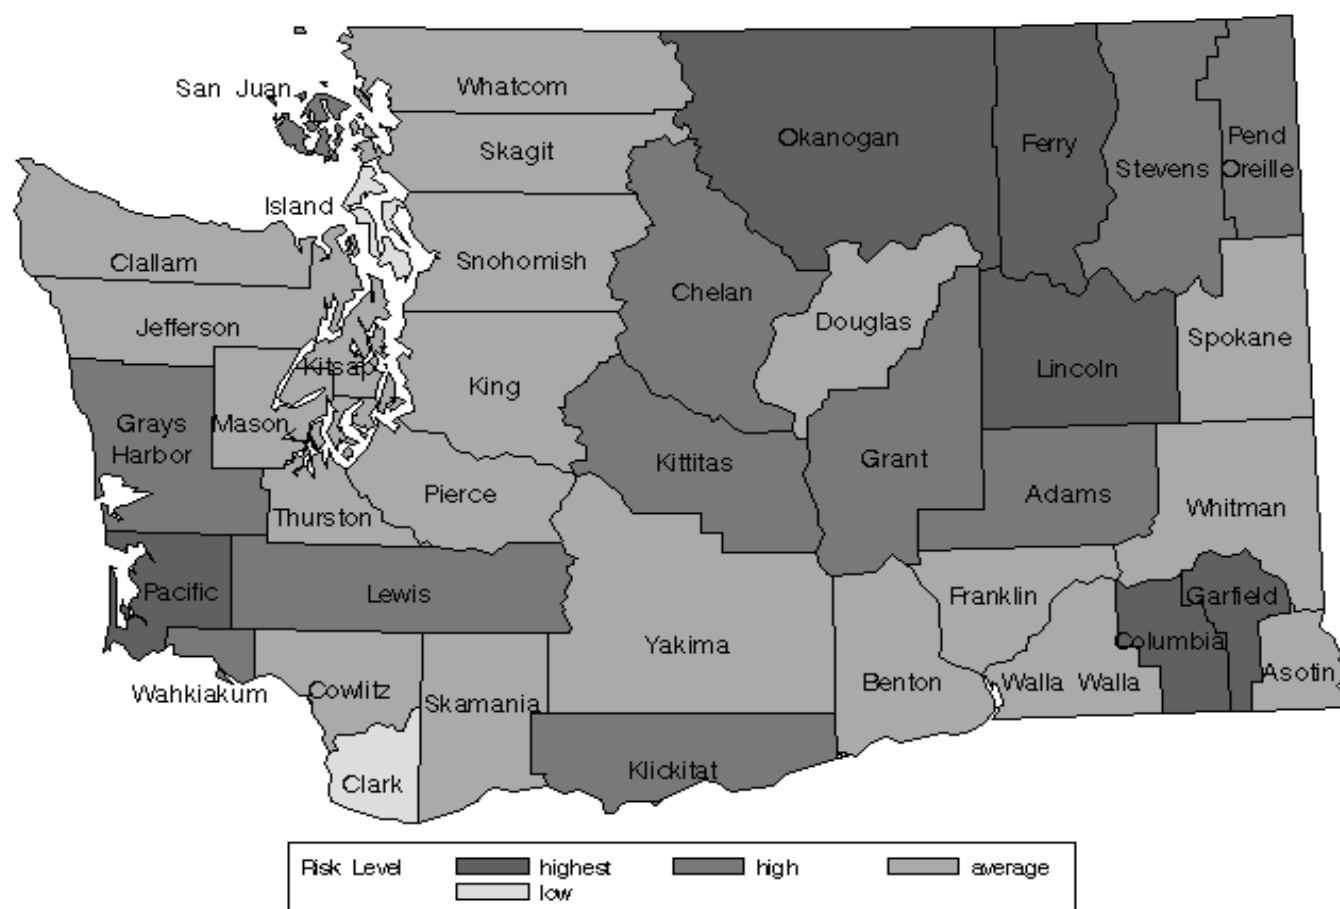 Whatcom
San Juan
Okanogan
Ferry
Pend
Oreille
Skagit
Stevens
Island
Clallam
Snohomish
Chelan
Douglas
Jefferson
Spokane
Kitsap
King
Lincoln
Grays
Harbor
Mason
Kittitas
Grant
Adams
Pierce
Whitman
Thurston
Pacific
Lewis
Franklin
Garfield
Columbia
Yakima
Asotin
Wahkiakum
Cowlitz
Skamania
Benton
Walla Walla
Klickitat
Clark
Risk Level highest high average
low